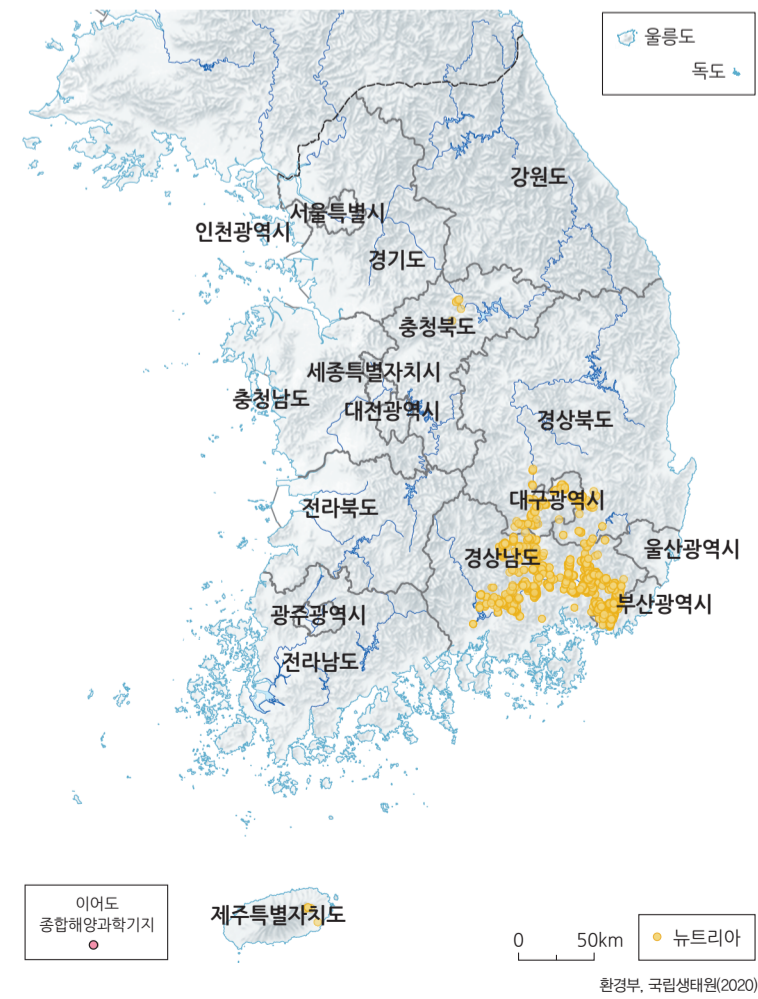 울릉도
독도
강원도
서울특별시
인천광역시
경기도
충청북도
세종특별자치시
충청남도
대전광역시
경상북도
대구광역시
전라북도
경상남도
울산광역시
부산광역시
광주광역시
전라남도
이어도
종합해양과학기지
제주특별자치도
0 50km
뉴트리아
환경부, 국립생태원(2020)